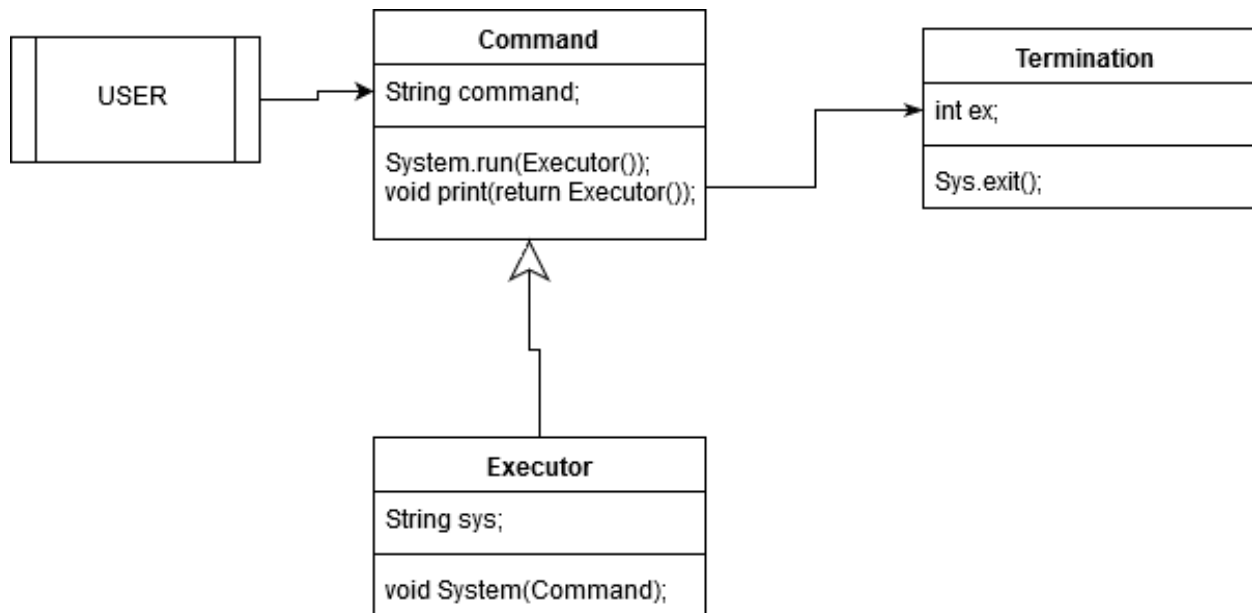 USER
Command
String command;
System.run(Executor());
void print(return Executor());
Termination
int ex;
Sys.exit();
Executor
String sys;
void System(Command);